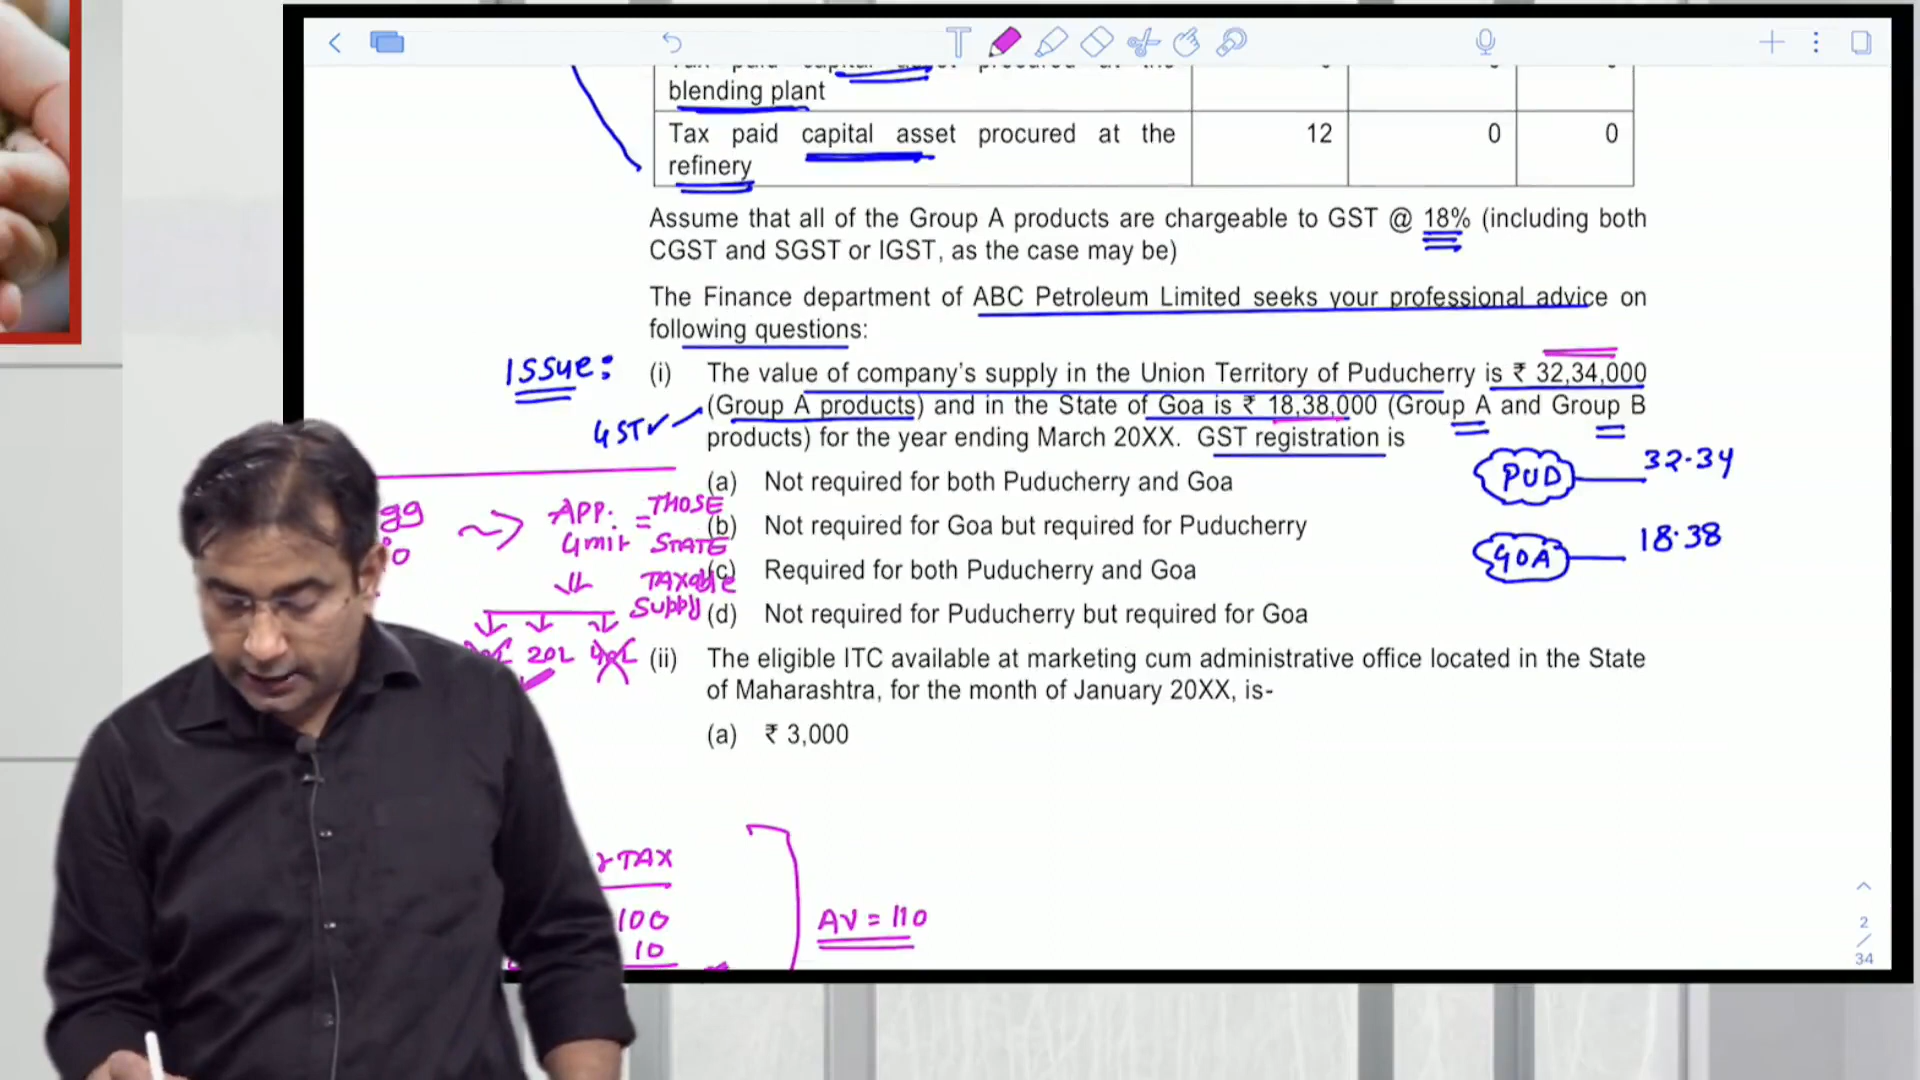 blending plant
Tax paid capital asset procured at the
refinery
12
0
0
Assume that all of the Group A products are chargeable to GST @ 18% (including both
CGST and SGST or IGST, as the case may be)
The Finance department of ABC Petroleum Limited seeks your professional advice on
following questions:
ISSUE:
(i) The value of company's supply in the Union Territory of Puducherry is ₹ 32,34,000
(Group A products) and in the State of Goa is ₹ 18,38,000 (Group A and Group B
products) for the year ending March 20XX. GST registration is
GST✓
(a) Not required for both Puducherry and Goa
(b) Not required for Goa but required for Puducherry
(c) Required for both Puducherry and Goa
(d) Not required for Puducherry but required for Goa
PUD 32.34
GOA 18.38
APP. = THOSE
Limit STATE
TAXable
Supply
20L 40L
(ii) The eligible ITC available at marketing cum administrative office located in the State
of Maharashtra, for the month of January 20XX, is-
(a) ₹ 3,000
TAX
100
10
AV = 110
2
/
34